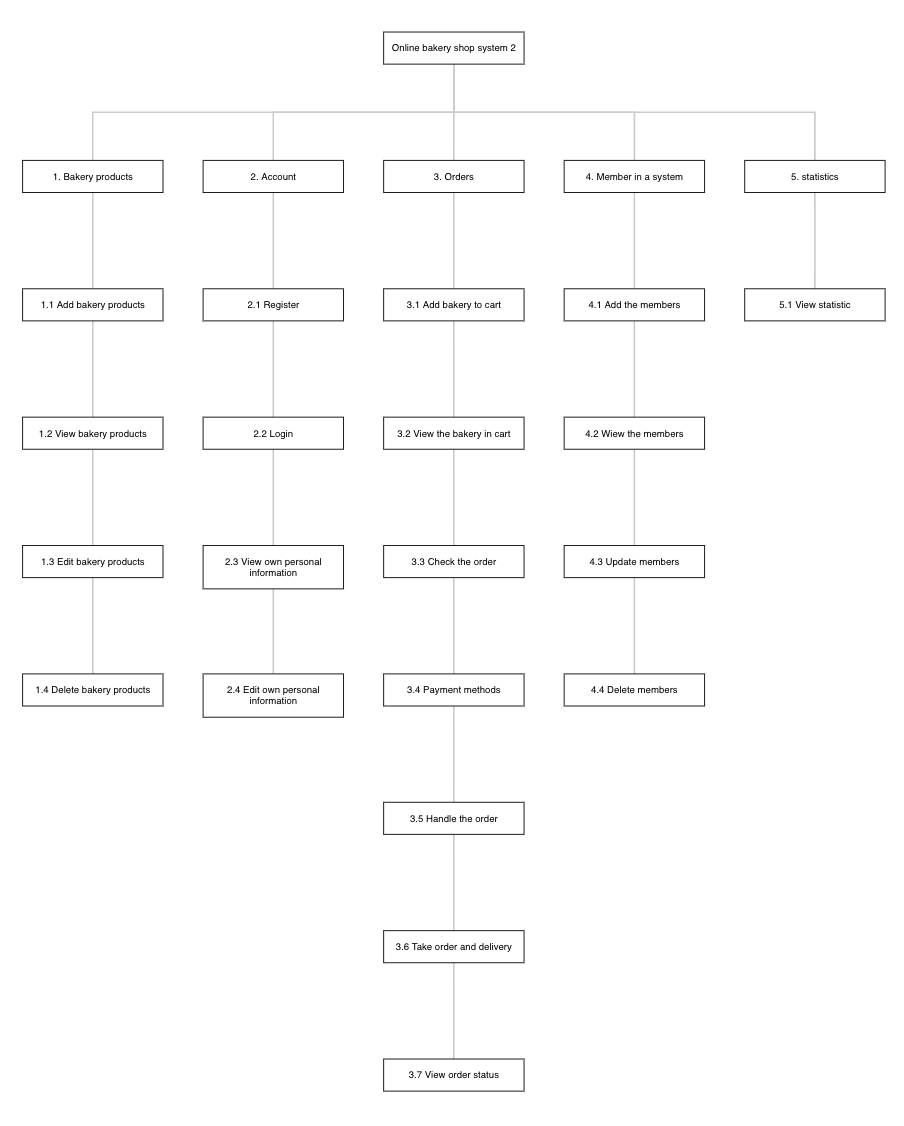 Online bakery shop system 2
1. Bakery products
2. Account
3. Orders
4. Member in a system
5. statistics
1.1 Add bakery products
2.1 Register
3.1 Add bakery to cart
4.1 Add the members
5.1 View statistic
1.2 View bakery products
2.2 Login
3.2 View the bakery in cart
4.2 Wiew the members
1.3 Edit bakery products
2.3 View own personal
information
3.3 Check the order
4.3 Update members
1.4 Delete bakery products
2.4 Edit own personal
information
3.4 Payment methods
4.4 Delete members
3.5 Handle the order
3.6 Take order and delivery
3.7 View order status